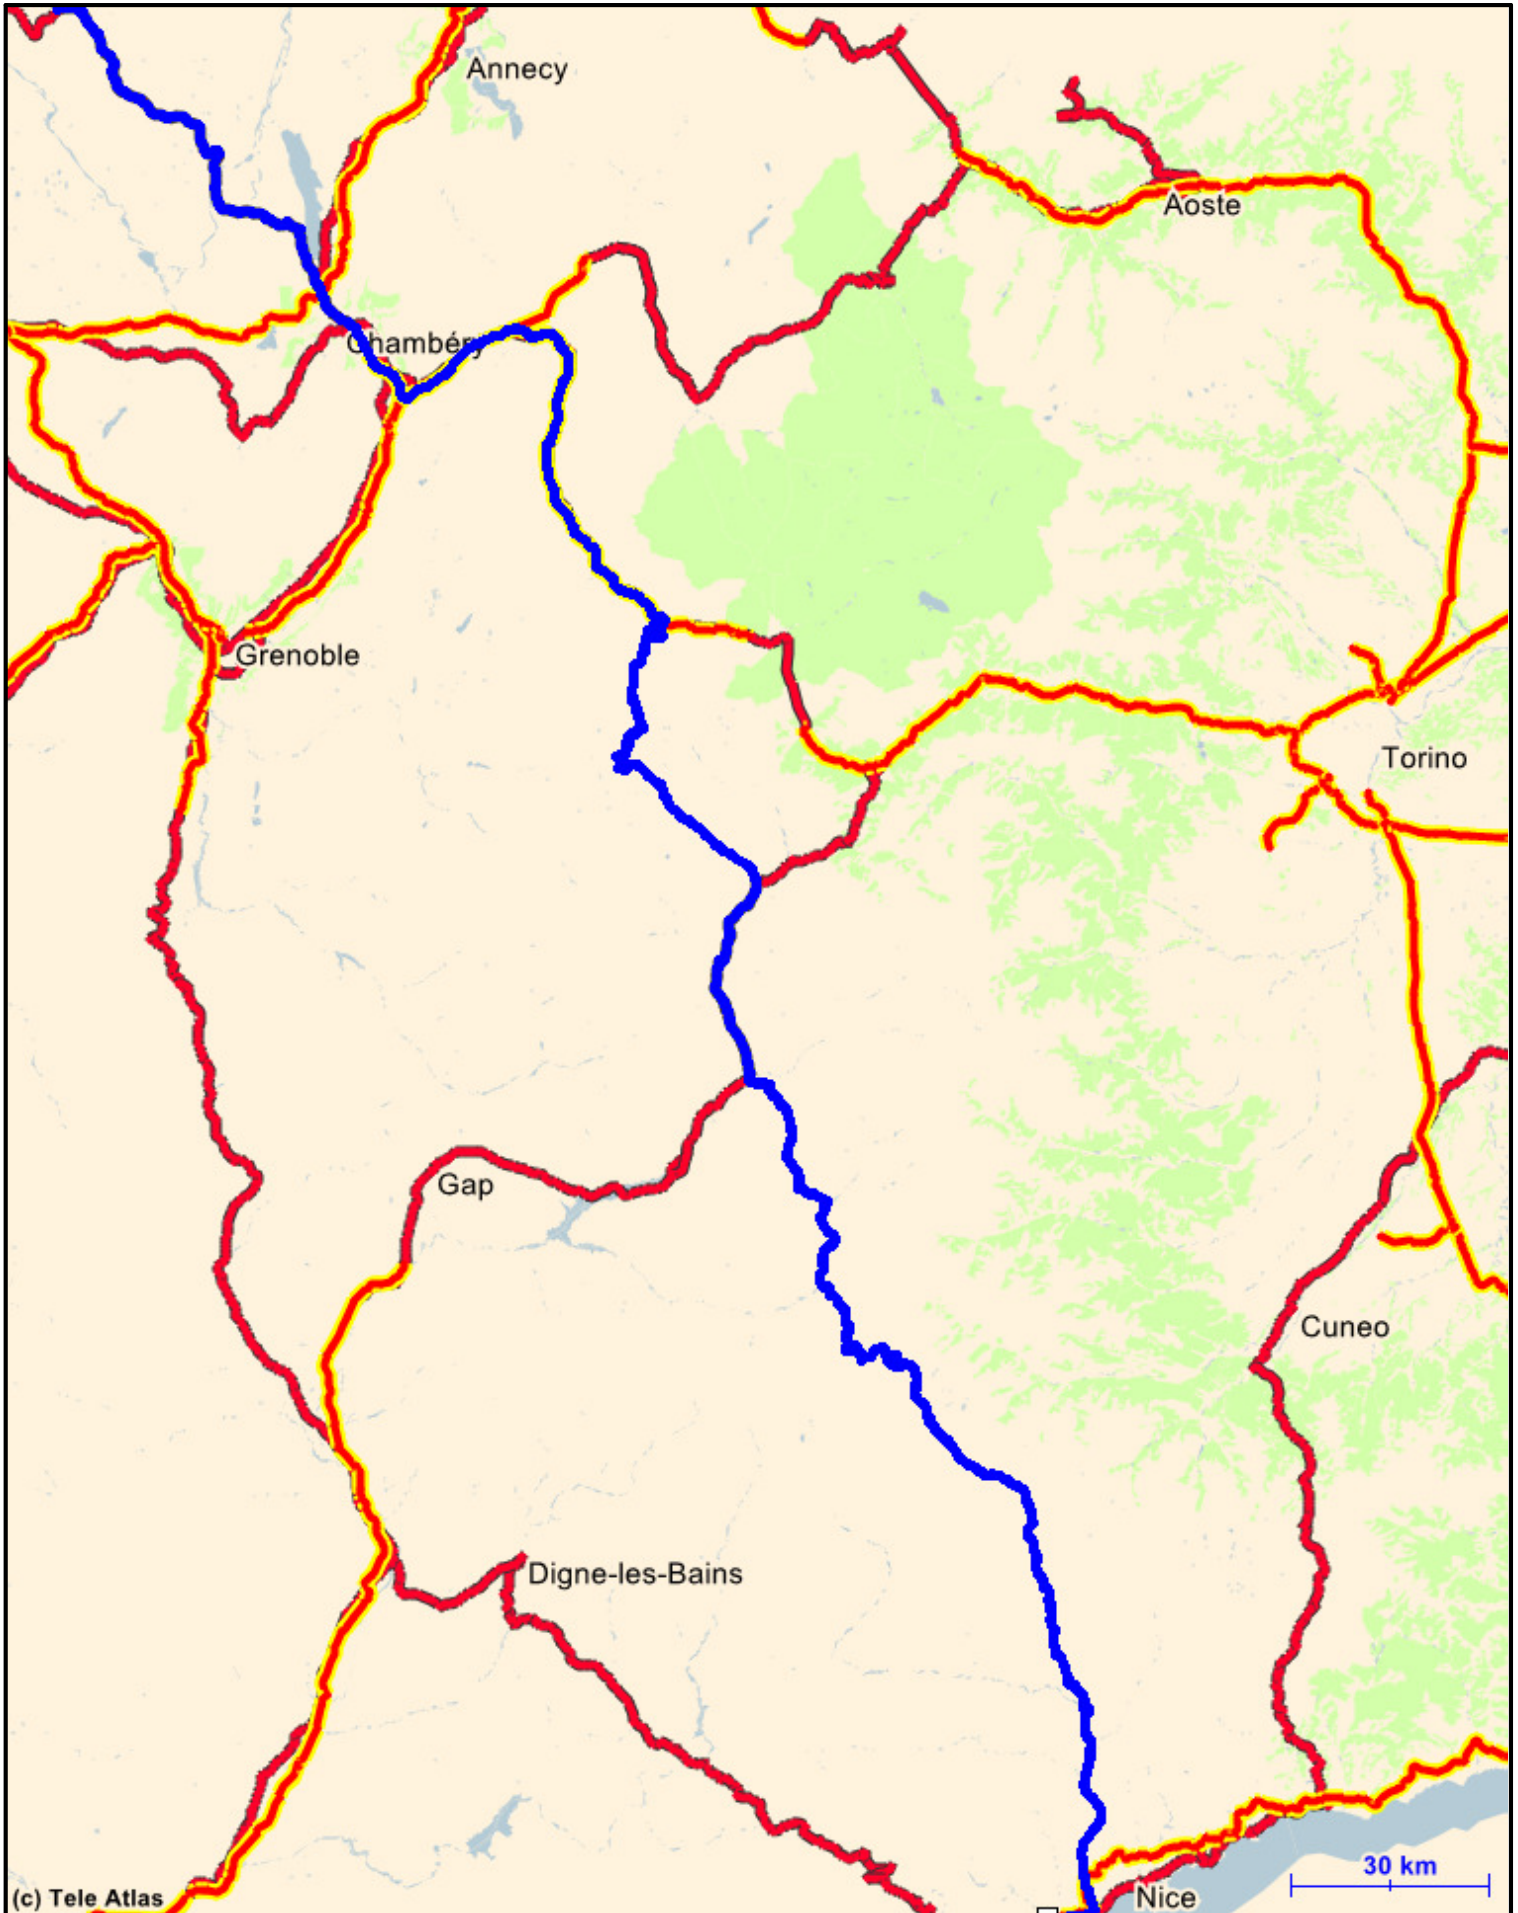 Annecy
Aoste
Chambéry
Grenoble
Torino
Gap
Cuneo
Digne-les-Bains
30 km
(c) Tele Atlas
Nice